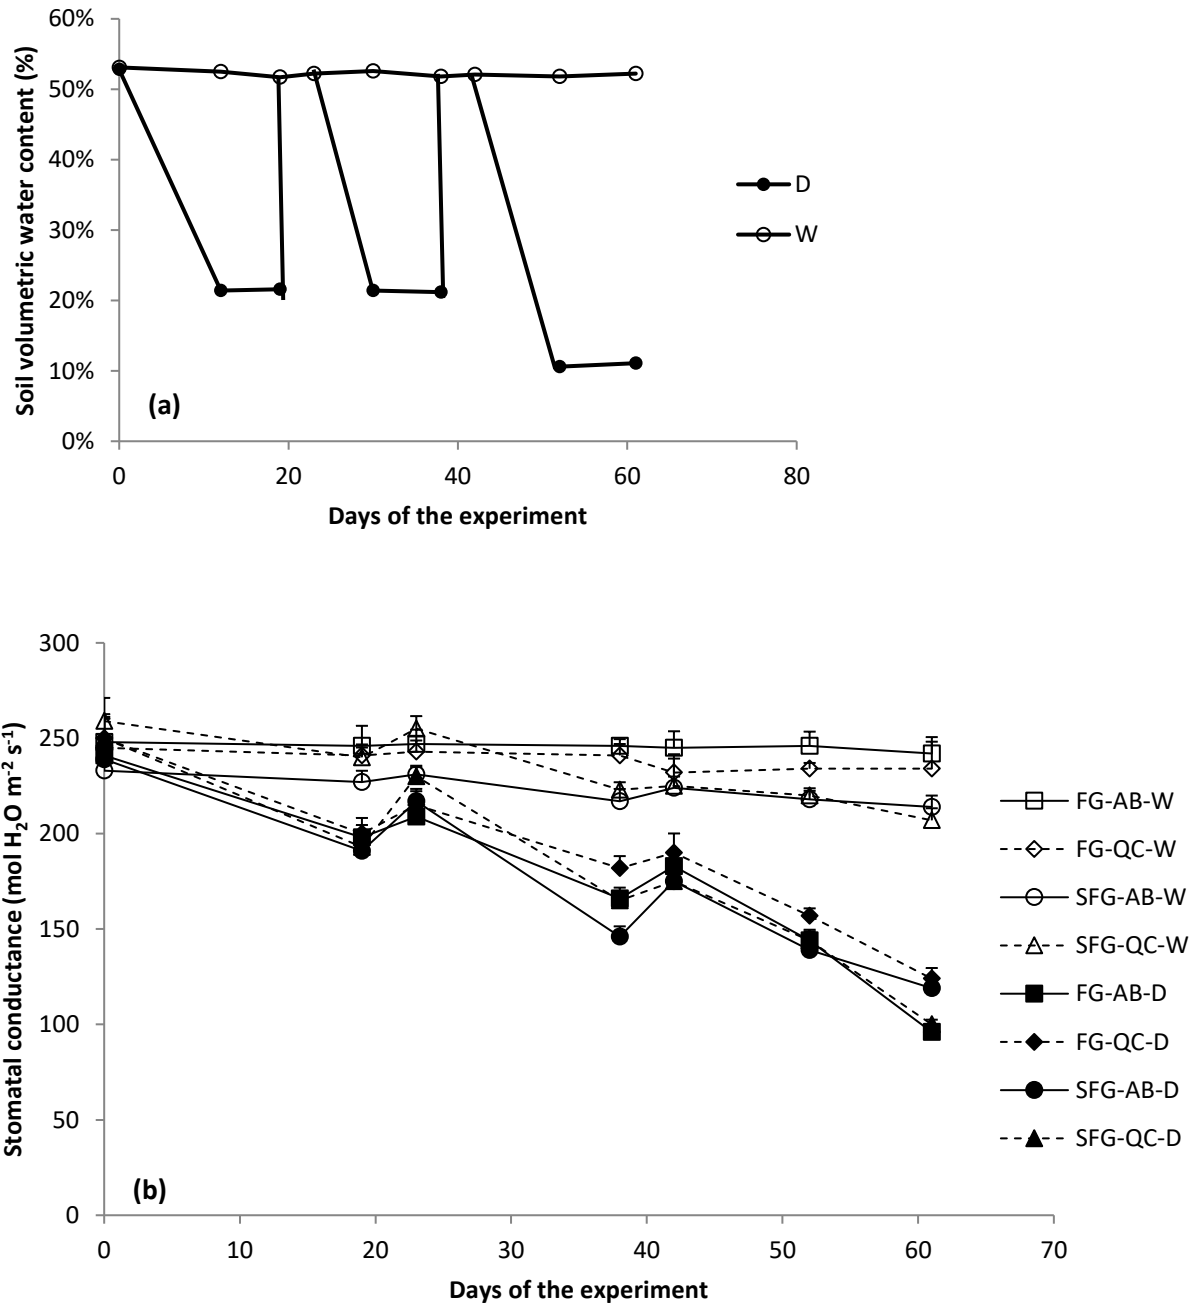 60%
50%
40%
30%
20%
10%
0%
Soil volumetric water content (%)
(a)
0 20 40 60 80
Days of the experiment
D
W
300
250
200
150
100
50
0
Stomatal conductance (mol H₂O m⁻² s⁻¹)
(b)
0 10 20 30 40 50 60 70
Days of the experiment
FG-AB-W
FG-QC-W
SFG-AB-W
SFG-QC-W
FG-AB-D
FG-QC-D
SFG-AB-D
SFG-QC-D